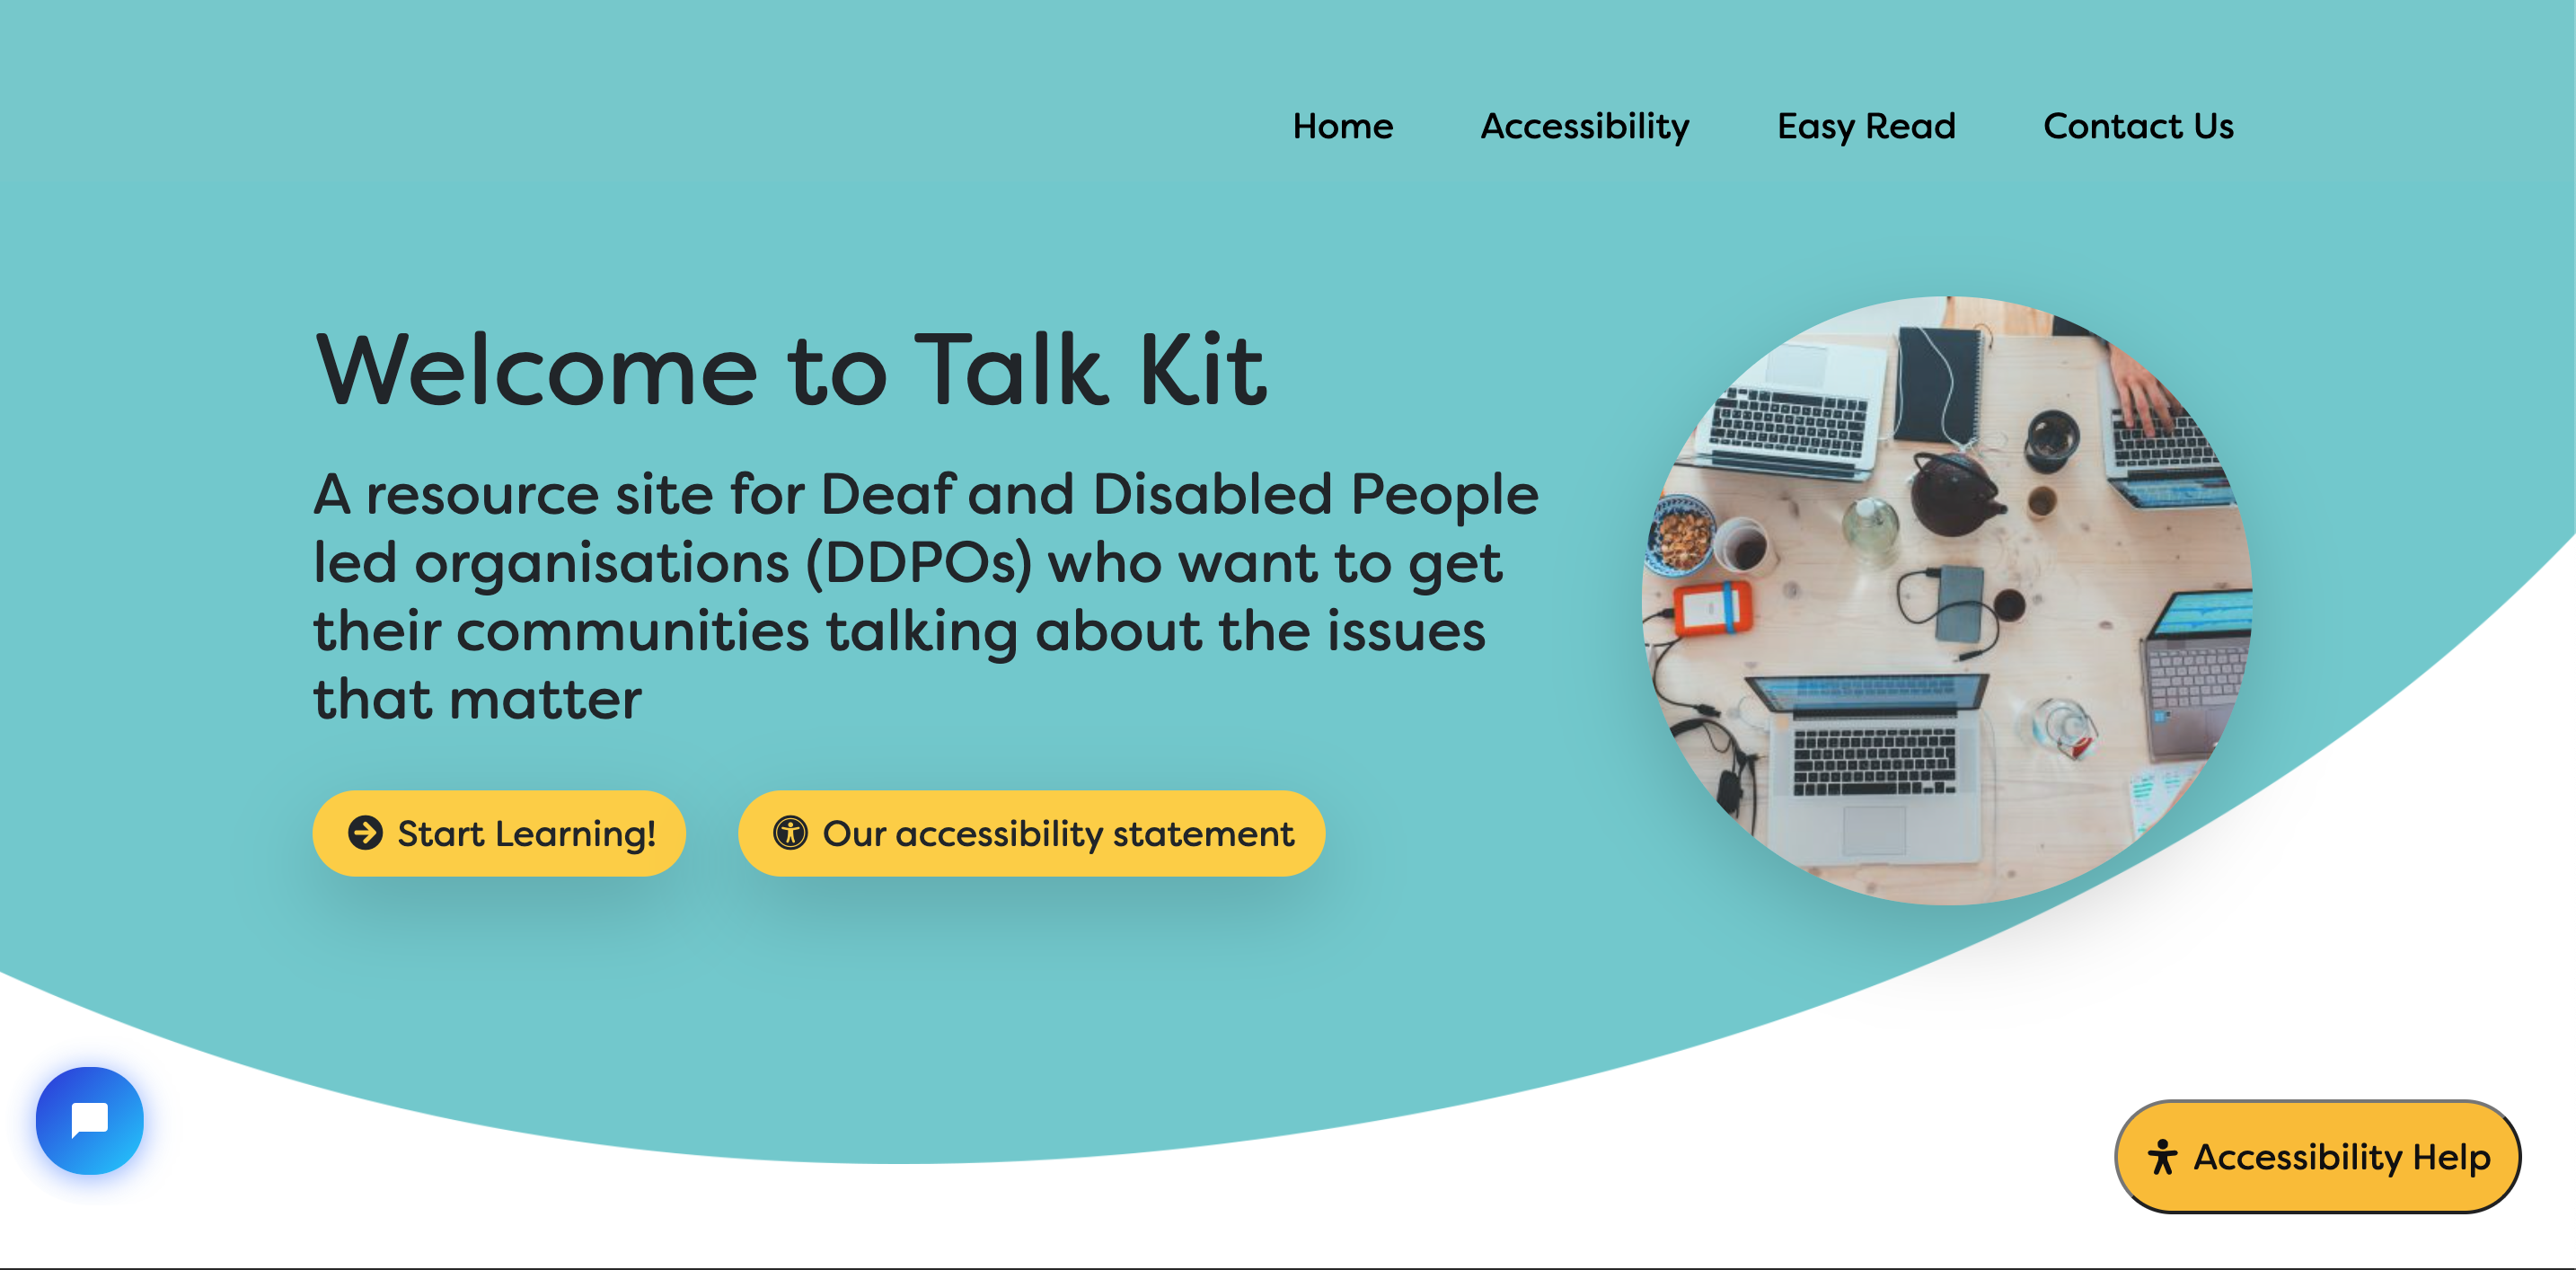 Home Accessibility Easy Read Contact Us
Welcome to Talk Kit
A resource site for Deaf and Disabled People
led organisations (DDPOs) who want to get
their communities talking about the issues
that matter
Start Learning!
Our accessibility statement
Accessibility Help